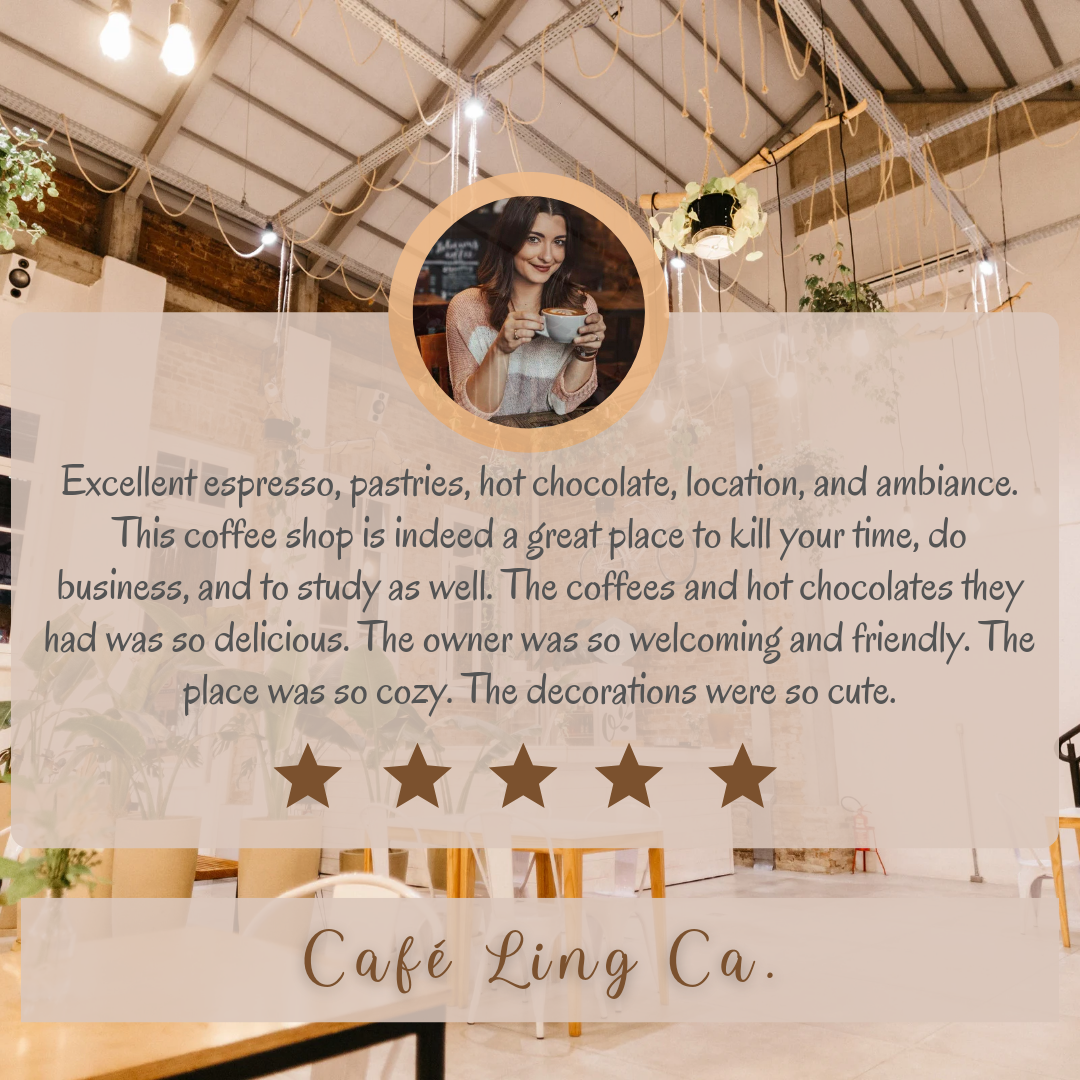 Excellent espresso, pastries, hot chocolate, location, and ambiance.
This coffee shop is indeed a great place to kill your time, do
business, and to study as well. The coffees and hot chocolates they
had was so delicious. The owner was so welcoming and friendly. The
place was so cozy. The decorations were so cute.
Café Ling Ca.